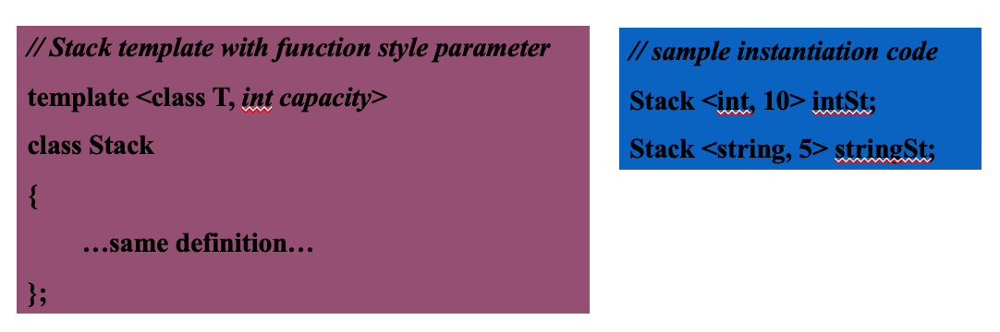 // Stack template with function style parameter
template <class T, int capacity>
class Stack
{
…same definition…
};
// sample instantiation code
Stack <int, 10> intSt;
Stack <string, 5> stringSt;